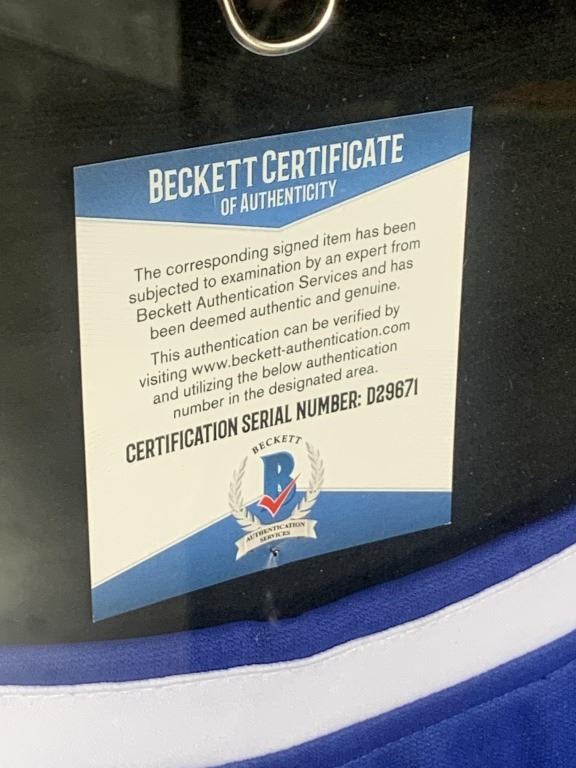 BECKETT CERTIFICATE
OF AUTHENTICITY
The corresponding signed item has been
subjected to examination by an expert from
Beckett Authentication Services and has
been deemed authentic and genuine.
This authentication can be verified by
visiting www.beckett-authentication.com
and utilizing the below authentication
number in the designated area.
CERTIFICATION SERIAL NUMBER: D29671
BECKETT
B
AUTHENTICATION
SERVICES